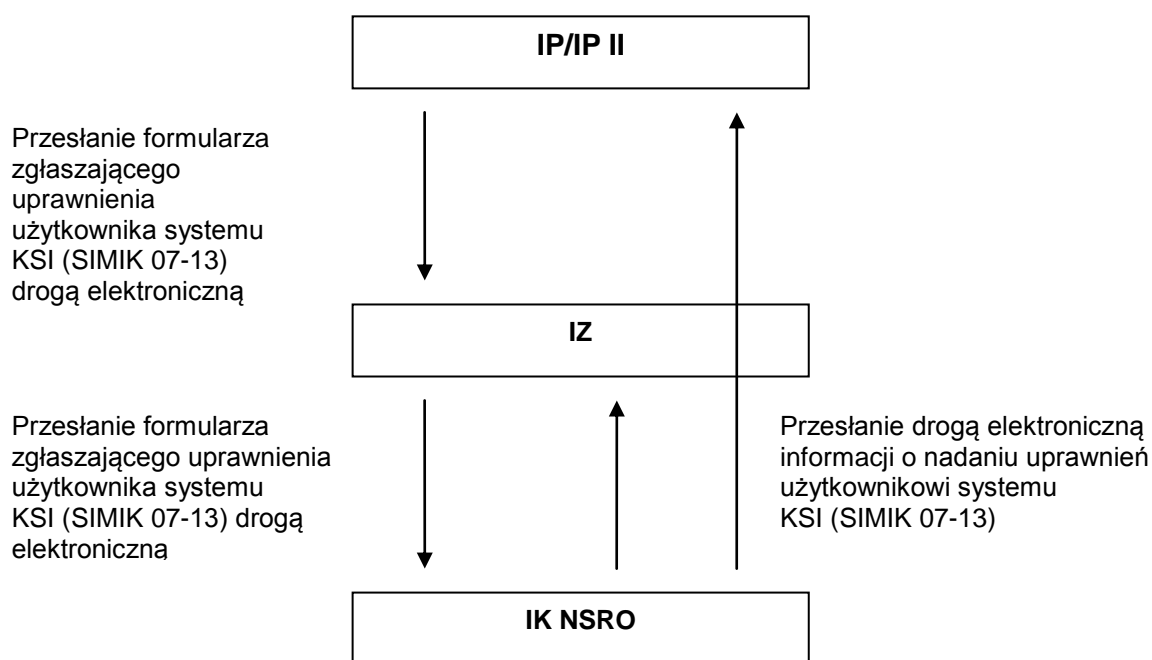 IP/IP II
Przesłanie formularza
zgłaszającego
uprawnienia
użytkownika systemu
KSI (SIMIK 07-13)
drogą elektroniczną
IZ
Przesłanie formularza
zgłaszającego uprawnienia
użytkownika systemu
KSI (SIMIK 07-13) drogą
elektroniczną
Przesłanie drogą elektroniczną
informacji o nadaniu uprawnień
użytkownikowi systemu
KSI (SIMIK 07-13)
IK NSRO